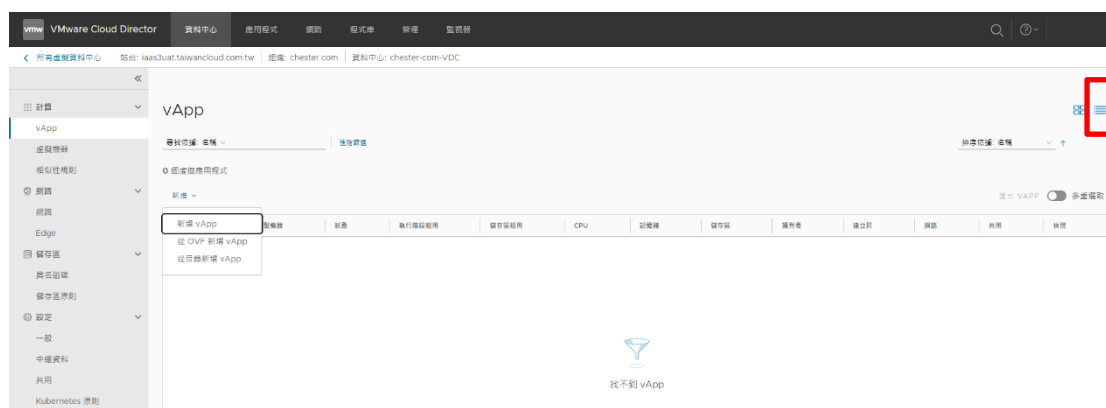 vmw VMware Cloud Director 資料中心 應用程式 網路 程式庫 管理 監視器
所有虛擬資料中心 站台: iaas3uat.taiwancloud.com.tw 組織: chester.com 資料中心: chester-com-VDC
計算
vApp
虛擬機器
相似性規則
網路
網路
Edge
儲存區
具名磁碟
儲存區原則
設定
一般
中繼資料
共用
Kubernetes 原則
vApp
尋找依據: 名稱 進階篩選 排序依據: 名稱
0 個虛擬應用程式
新增 匯出 VAPP 多重選取
新增 vApp
從 OVF 新增 vApp
從目錄新增 vApp
狀態 執行階段租用 儲存區租用 CPU 記憶體 儲存區 擁有者 建立於 網路 共用 快照
找不到 vApp